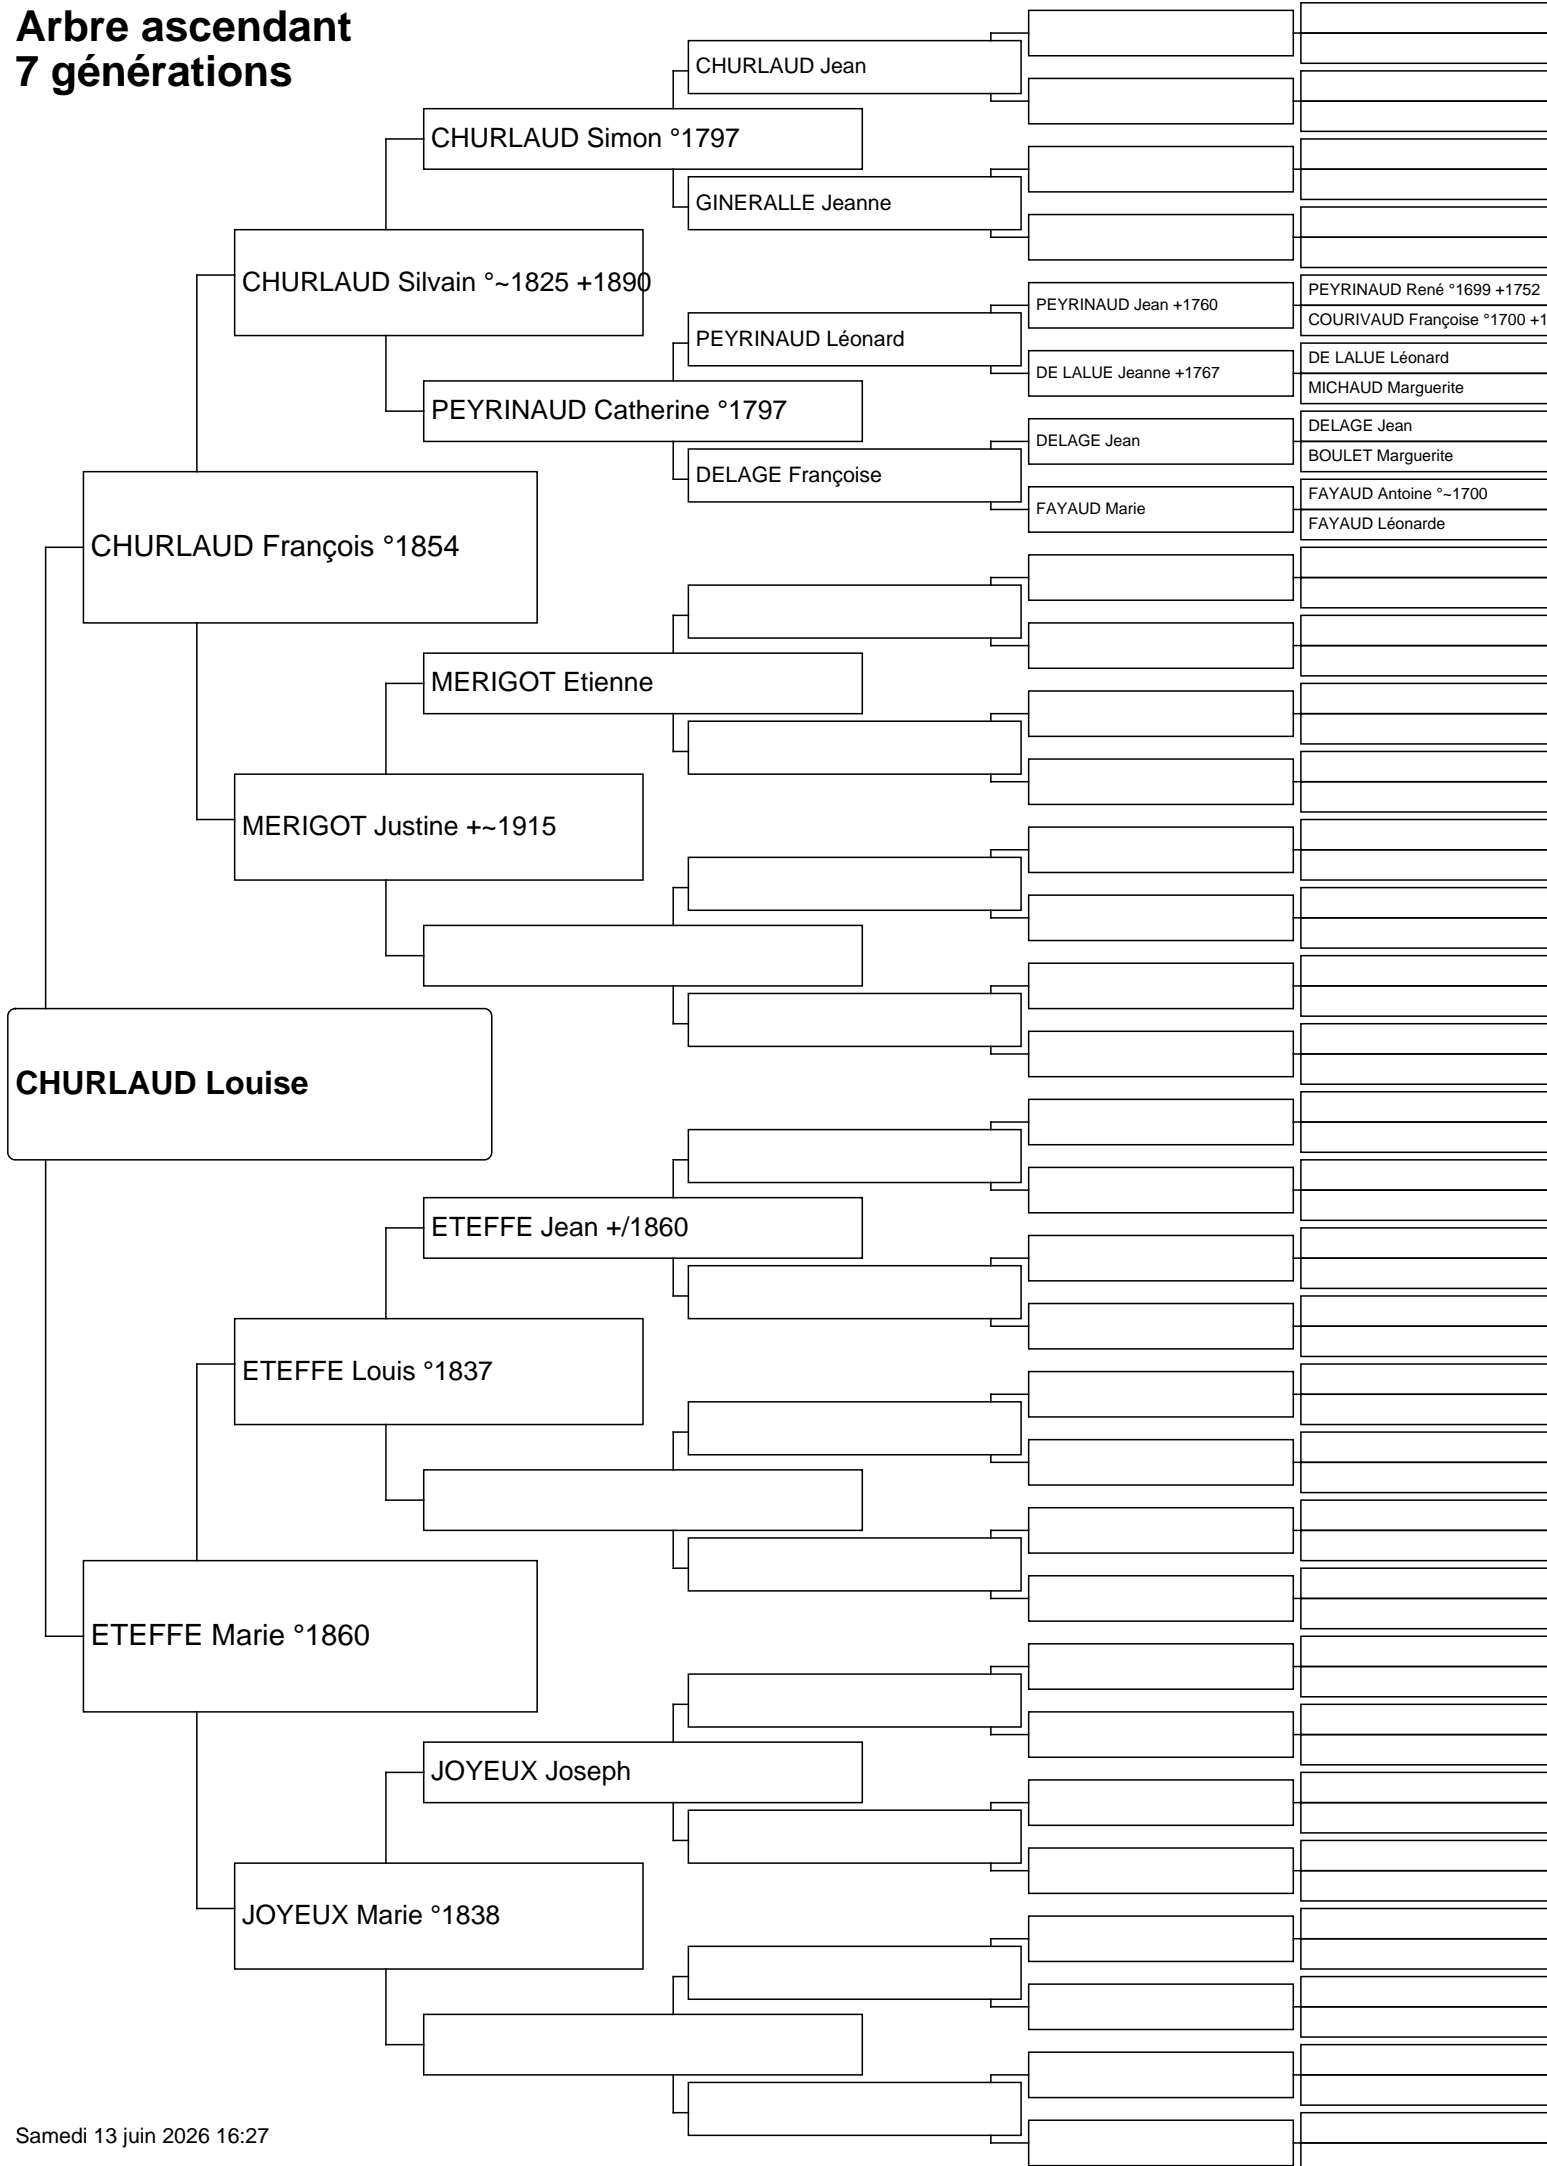 Arbre ascendant
7 générations
CHURLAUD Jean
CHURLAUD Simon °1797
GINERALLE Jeanne
CHURLAUD Silvain °~1825 +1890
PEYRINAUD René °1699 +1752
PEYRINAUD Jean +1760
COURIVAUD Françoise °1700 +1
PEYRINAUD Léonard
DE LALUE Léonard
DE LALUE Jeanne +1767
MICHAUD Marguerite
PEYRINAUD Catherine °1797
DELAGE Jean
DELAGE Jean
BOULET Marguerite
DELAGE Françoise
FAYAUD Antoine °~1700
FAYAUD Marie
FAYAUD Léonarde
CHURLAUD François °1854
MERIGOT Etienne
MERIGOT Justine +~1915
CHURLAUD Louise
ETEFFE Jean +/1860
ETEFFE Louis °1837
ETEFFE Marie °1860
JOYEUX Joseph
JOYEUX Marie °1838
Samedi 13 juin 2026 16:27